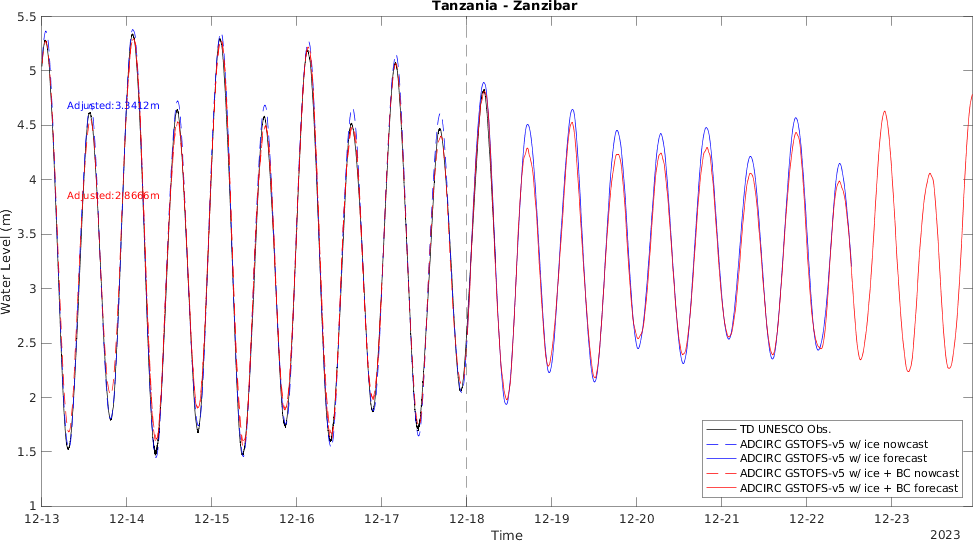 Tanzania - Zanzibar
Water Level (m)
5.5
5
4.5
4
3.5
3
2.5
2
1.5
1
Adjusted:3.3412m
Adjusted:2.8666m
TD UNESCO Obs.
ADCIRC GSTOFS-v5 w/ ice nowcast
ADCIRC GSTOFS-v5 w/ ice forecast
ADCIRC GSTOFS-v5 w/ ice + BC nowcast
ADCIRC GSTOFS-v5 w/ ice + BC forecast
12-13 12-14 12-15 12-16 12-17 12-18 12-19 12-20 12-21 12-22 12-23
Time
2023